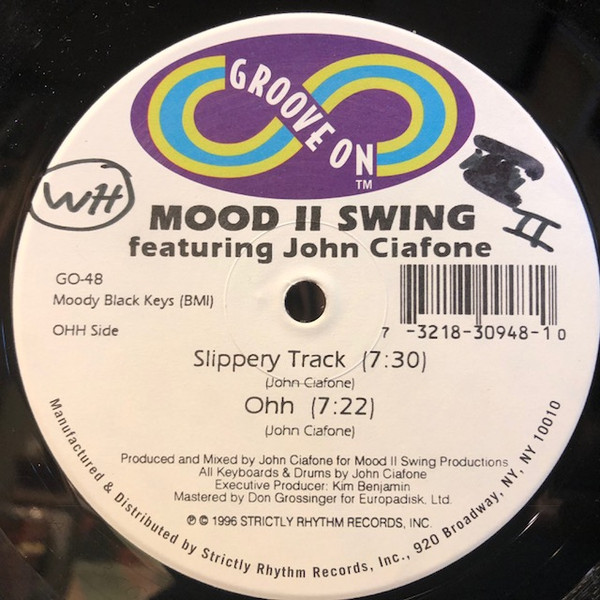 GROOVE ON
TM
WH
MOOD II SWING
featuring John Ciafone
GO-48
Moody Black Keys (BMI)
OHH Side
7 -3218-30948-1 0
Slippery Track (7:30)
(John Ciafone)
Ohh (7:22)
(John Ciafone)
Produced and Mixed by John Ciafone for Mood II Swing Productions
All Keyboards & Drums by John Ciafone
Executive Producer: Kim Benjamin
Mastered by Don Grossinger for Europadisk, Ltd.
℗ © 1996 STRICTLY RHYTHM RECORDS, INC.
Manufactured & Distributed by Strictly Rhythm Records, Inc., 920 Broadway, NY, NY 10010